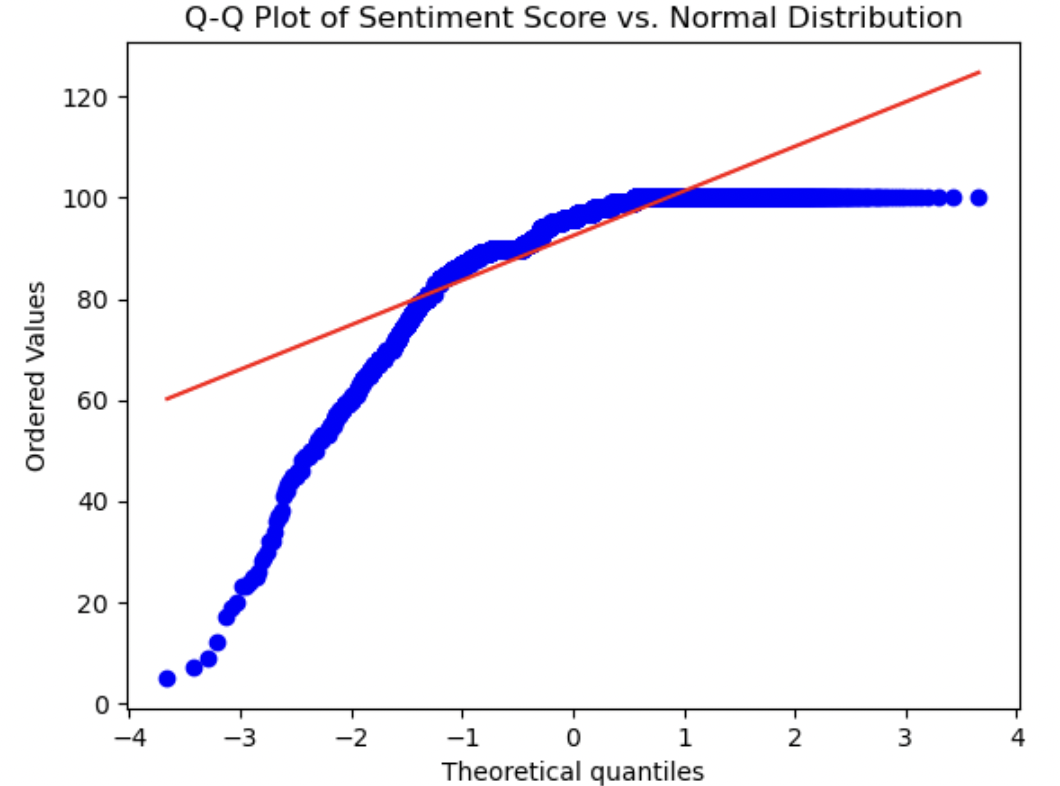 Q-Q Plot of Sentiment Score vs. Normal Distribution
120
100
80
60
40
20
0
Ordered Values
−4 −3 −2 −1 0 1 2 3 4
Theoretical quantiles